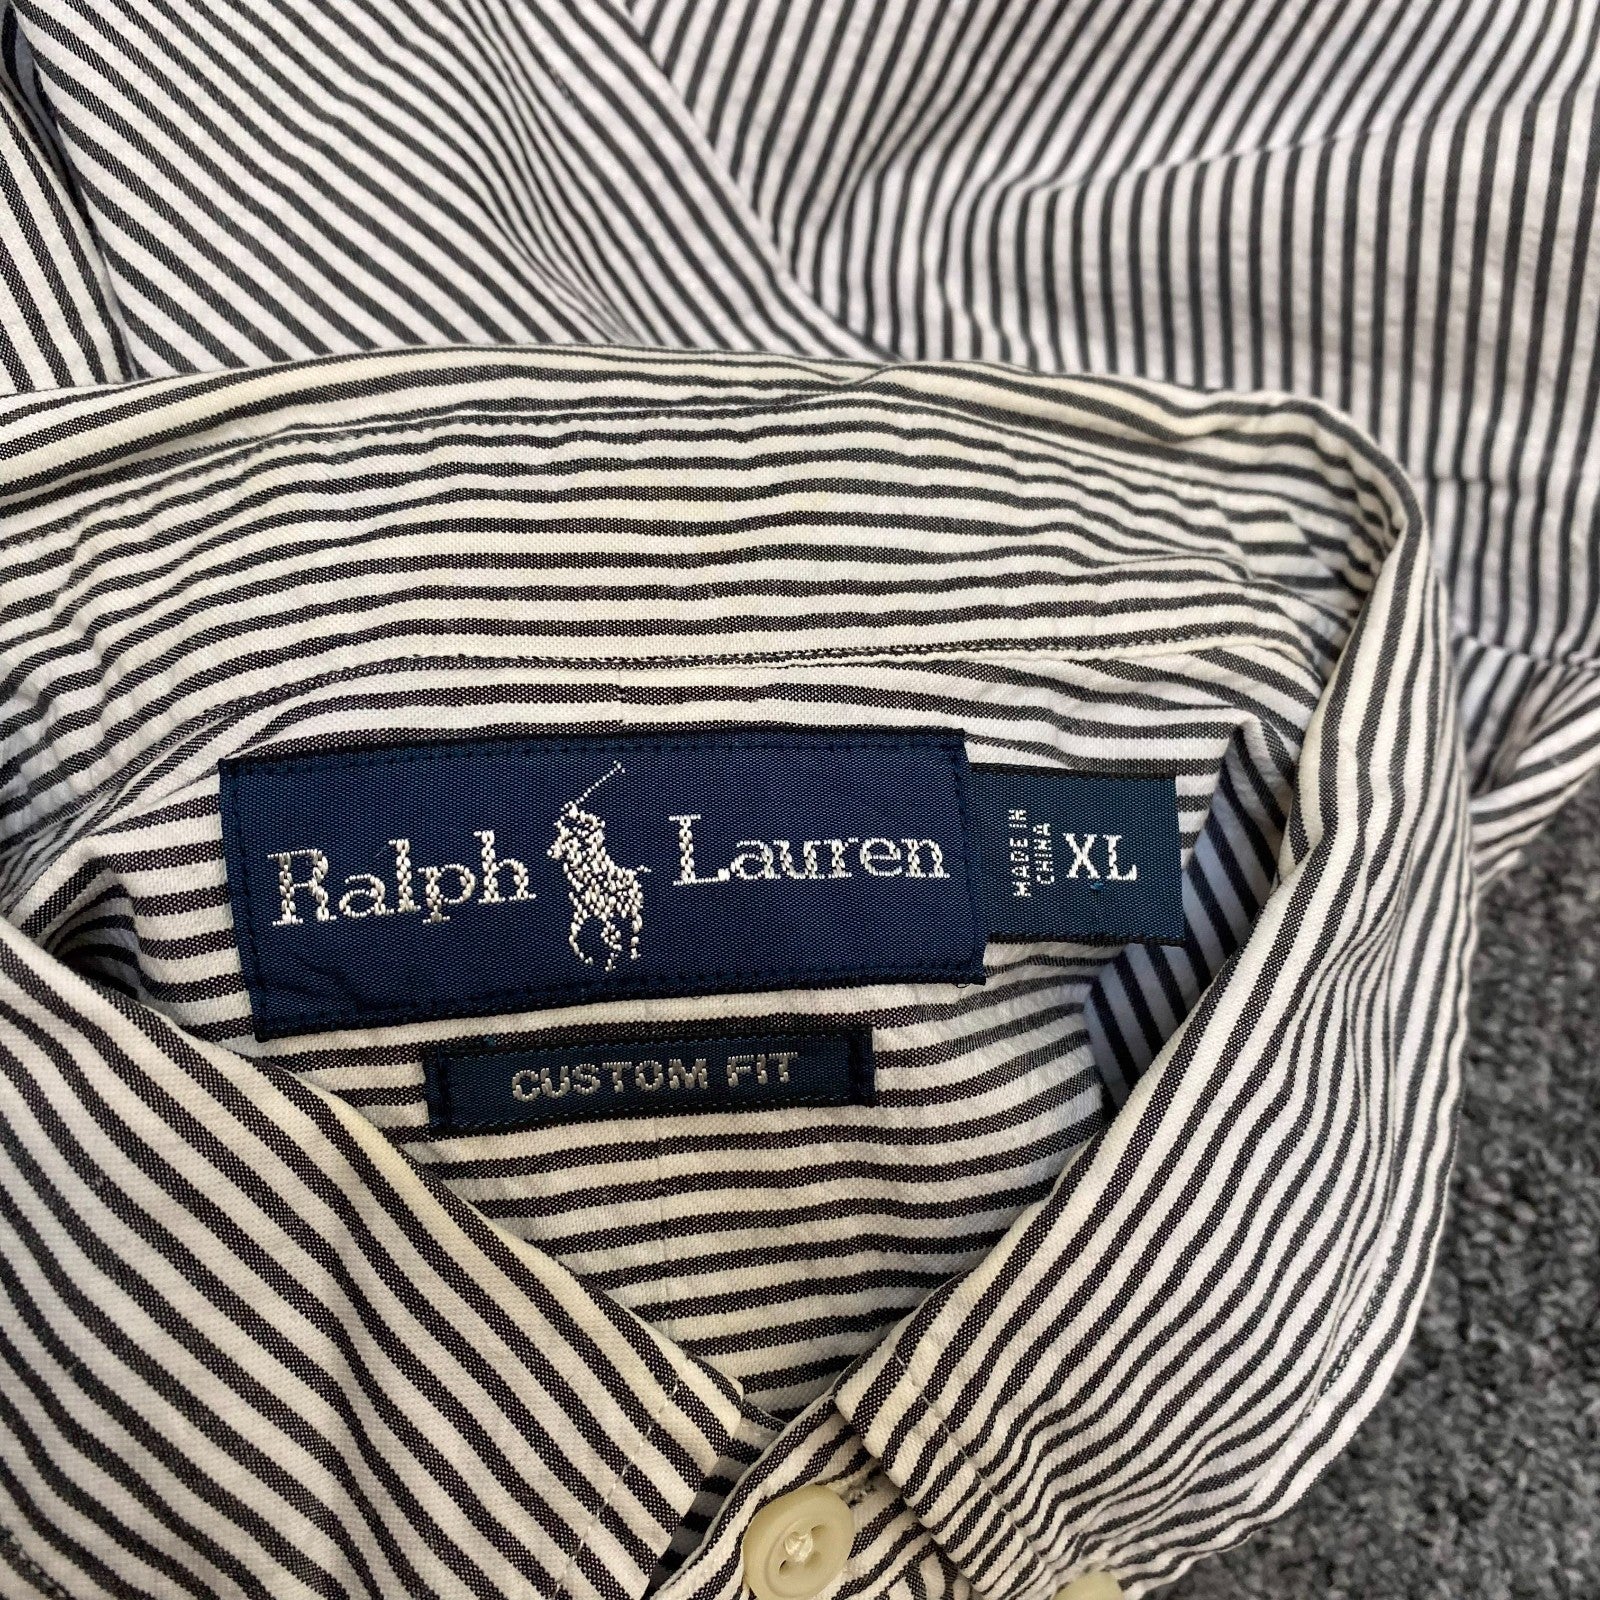 Ralph Lauren
MADE IN
CHINA
XL
CUSTOM FIT